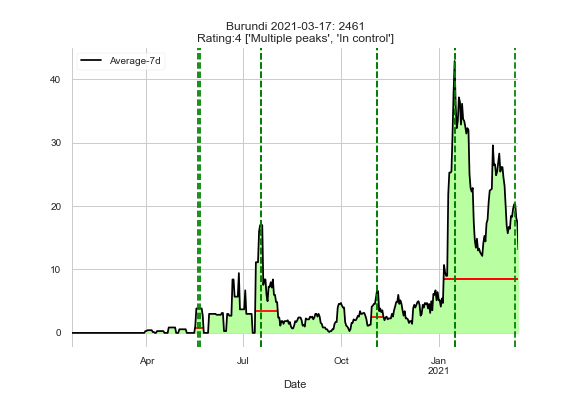 Burundi 2021-03-17: 2461
Rating:4 ['Multiple peaks', 'In control']
Average-7d
40
30
20
10
0
Apr
Jul
Oct
Jan
2021
Date